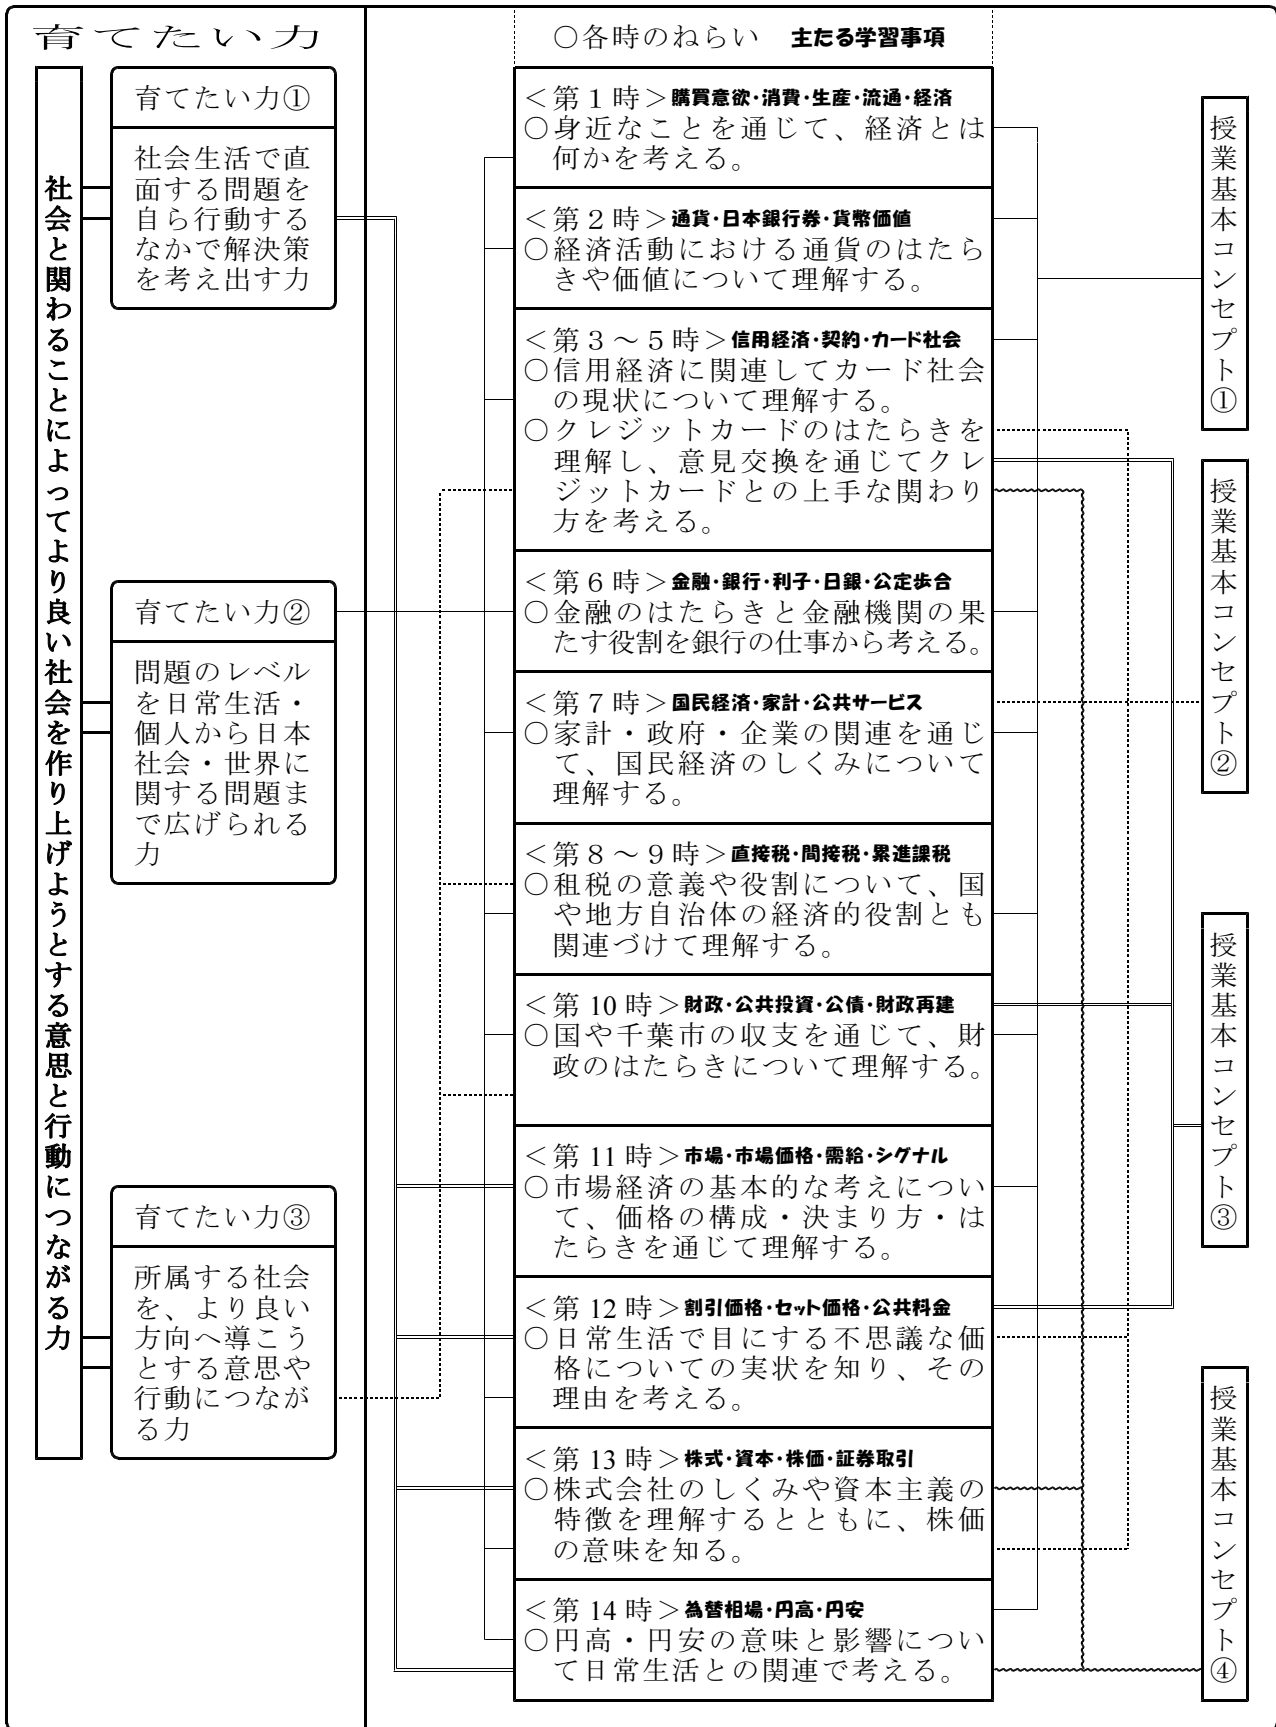 育てたい力
社会と関わることによってより良い社会を作り上げようとする意思と行動につながる力
育てたい力①
社会生活で直
面する問題を
自ら行動する
なかで解決策
を考え出す力
育てたい力②
問題のレベル
を日常生活・
個人から日本
社会・世界に
関する問題ま
で広げられる
力
育てたい力③
所属する社会
を、より良い
方向へ導こう
とする意思や
行動につなが
る力
○各時のねらい 主たる学習事項
＜第１時＞購買意欲・消費・生産・流通・経済
○身近なことを通じて、経済とは
何かを考える。
＜第２時＞通貨・日本銀行券・貨幣価値
○経済活動における通貨のはたら
きや価値について理解する。
＜第３～５時＞信用経済・契約・カード社会
○信用経済に関連してカード社会
の現状について理解する。
○クレジットカードのはたらきを
理解し、意見交換を通じてクレ
ジットカードとの上手な関わり
方を考える。
＜第６時＞金融・銀行・利子・日銀・公定歩合
○金融のはたらきと金融機関の果
たす役割を銀行の仕事から考える。
＜第７時＞国民経済・家計・公共サービス
○家計・政府・企業の関連を通じ
て、国民経済のしくみについて
理解する。
＜第８～９時＞直接税・間接税・累進課税
○租税の意義や役割について、国
や地方自治体の経済的役割とも
関連づけて理解する。
＜第10時＞財政・公共投資・公債・財政再建
○国や千葉市の収支を通じて、財
政のはたらきについて理解する。
＜第11時＞市場・市場価格・需給・シグナル
○市場経済の基本的な考えについ
て、価格の構成・決まり方・は
たらきを通じて理解する。
＜第12時＞割引価格・セット価格・公共料金
○日常生活で目にする不思議な価
格についての実状を知り、その
理由を考える。
＜第13時＞株式・資本・株価・証券取引
○株式会社のしくみや資本主義の
特徴を理解するとともに、株価
の意味を知る。
＜第14時＞為替相場・円高・円安
○円高・円安の意味と影響につい
て日常生活との関連で考える。
授業基本コンセプト①
授業基本コンセプト②
授業基本コンセプト③
授業基本コンセプト④